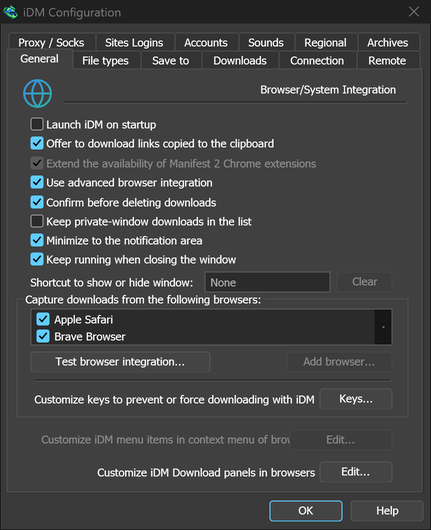 iDM Configuration
Proxy / Socks Sites Logins Accounts Sounds Regional Archives
General File types Save to Downloads Connection Remote
Browser/System Integration
Launch iDM on startup
Offer to download links copied to the clipboard
Extend the availability of Manifest 2 Chrome extensions
Use advanced browser integration
Confirm before deleting downloads
Keep private-window downloads in the list
Minimize to the notification area
Keep running when closing the window
Shortcut to show or hide window: None Clear
Capture downloads from the following browsers:
Apple Safari
Brave Browser
Test browser integration... Add browser...
Customize keys to prevent or force downloading with iDM Keys...
Customize iDM menu items in context menu of Edit...
Customize iDM Download panels in browsers Edit...
OK Help